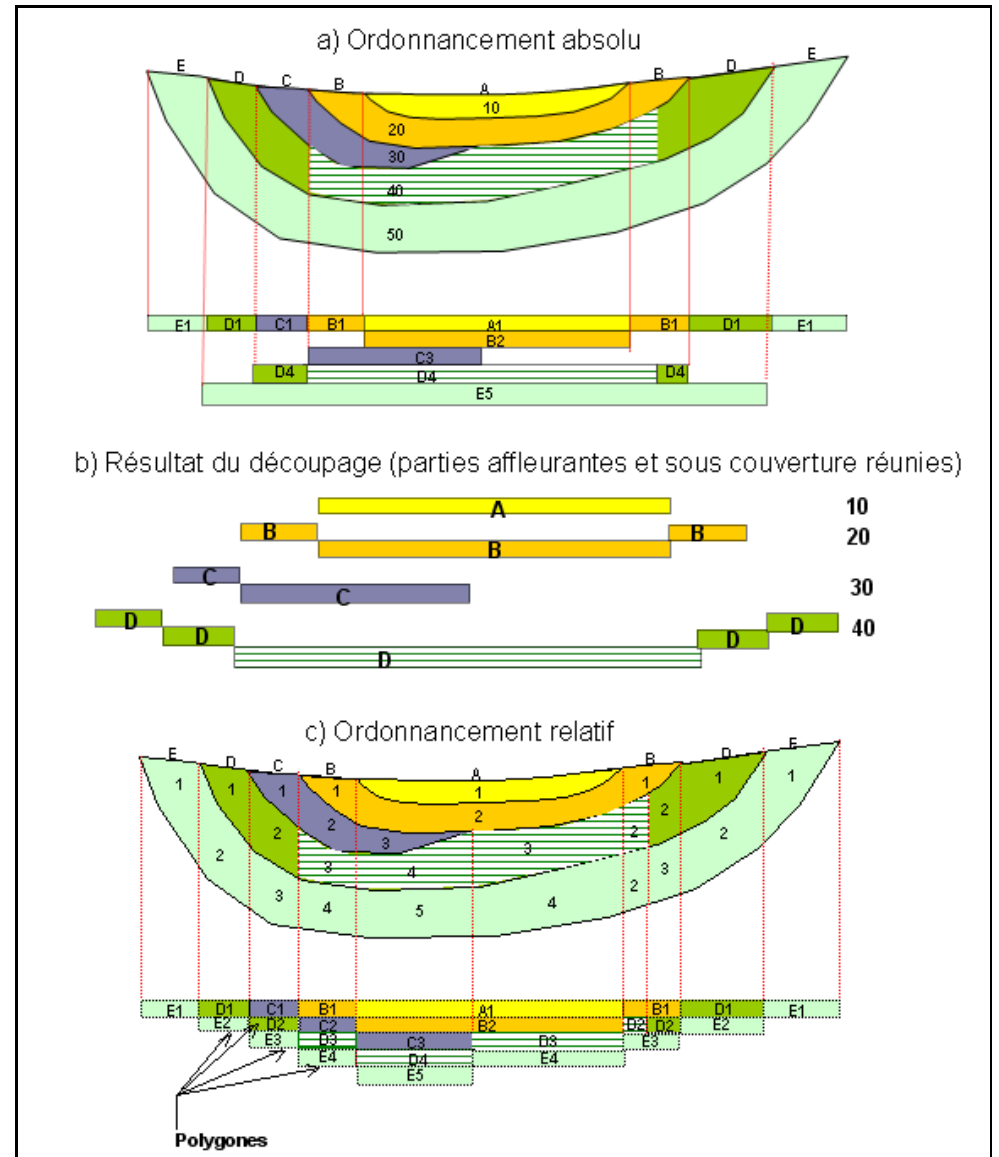 a) Ordonnancement absolu
E D C B A B D E
10
20
30
40
50
E1 D1 C1 B1 A1 B1 D1 E1
B2
C3
D4 D4 D4
E5
b) Résultat du découpage (parties affleurantes et sous couverture réunies)
A 10
B B 20
B
C 30
C
D D 40
D D
D
c) Ordonnancement relatif
E D C B A B D E
1 1 1 1 1 1 1 1
2 2 2 2 2 2 2
3 3 3
2 3 4 3
3 4 5 4 2
E1 D1 C1 B1 A1 B1 D1 E1
E2 D2 C2 B2 D2 D2 E2
E3 D3 C3 D3 E3
E4 D4 E4
E5
Polygones